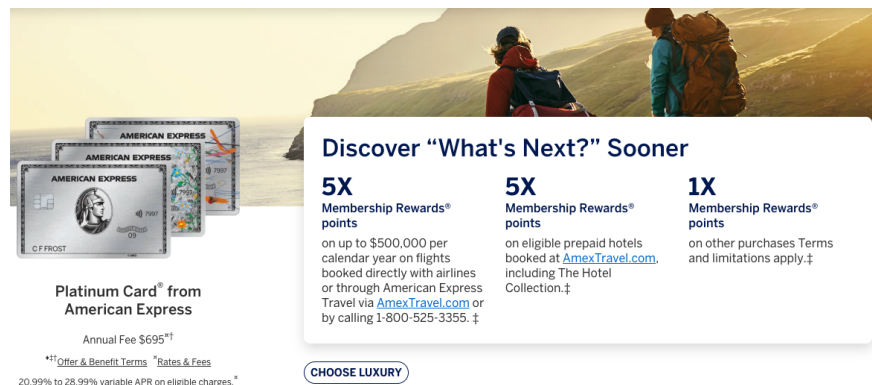 AMERICAN EXPRESS
AMERICAN EXPRESS
AMERICAN EXPRESS
7997
7997
7997
09
C F FROST
Platinum Card® from
American Express
Annual Fee $695¤†
♦‡†Offer & Benefit Terms ¤Rates & Fees
20.99% to 28.99% variable APR on eligible charges.¤
Discover “What's Next?” Sooner
5X
Membership Rewards®
points
on up to $500,000 per
calendar year on flights
booked directly with airlines
or through American Express
Travel via AmexTravel.com or
by calling 1-800-525-3355. ‡
5X
Membership Rewards®
points
on eligible prepaid hotels
booked at AmexTravel.com,
including The Hotel
Collection.‡
1X
Membership Rewards®
points
on other purchases Terms
and limitations apply.‡
CHOOSE LUXURY